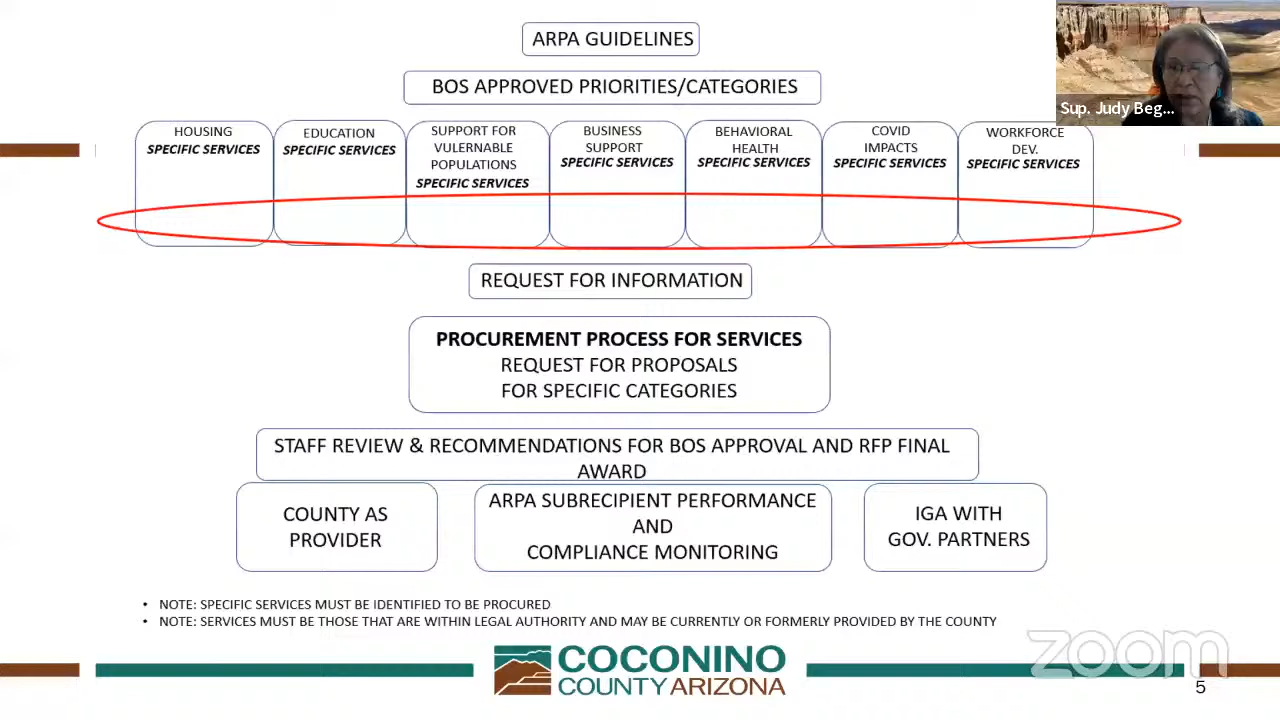 ARPA GUIDELINES
BOS APPROVED PRIORITIES/CATEGORIES
Sup. Judy Beg...
HOUSING
SPECIFIC SERVICES
EDUCATION
SPECIFIC SERVICES
SUPPORT FOR
VULERNABLE
POPULATIONS
SPECIFIC SERVICES
BUSINESS
SUPPORT
SPECIFIC SERVICES
BEHAVIORAL
HEALTH
SPECIFIC SERVICES
COVID
IMPACTS
SPECIFIC SERVICES
WORKFORCE
DEV.
SPECIFIC SERVICES
REQUEST FOR INFORMATION
PROCUREMENT PROCESS FOR SERVICES
REQUEST FOR PROPOSALS
FOR SPECIFIC CATEGORIES
STAFF REVIEW & RECOMMENDATIONS FOR BOS APPROVAL AND RFP FINAL
AWARD
COUNTY AS
PROVIDER
ARPA SUBRECIPIENT PERFORMANCE
AND
COMPLIANCE MONITORING
IGA WITH
GOV. PARTNERS
• NOTE: SPECIFIC SERVICES MUST BE IDENTIFIED TO BE PROCURED
• NOTE: SERVICES MUST BE THOSE THAT ARE WITHIN LEGAL AUTHORITY AND MAY BE CURRENTLY OR FORMERLY PROVIDED BY THE COUNTY
COCONINO
COUNTY ARIZONA
zoom
5